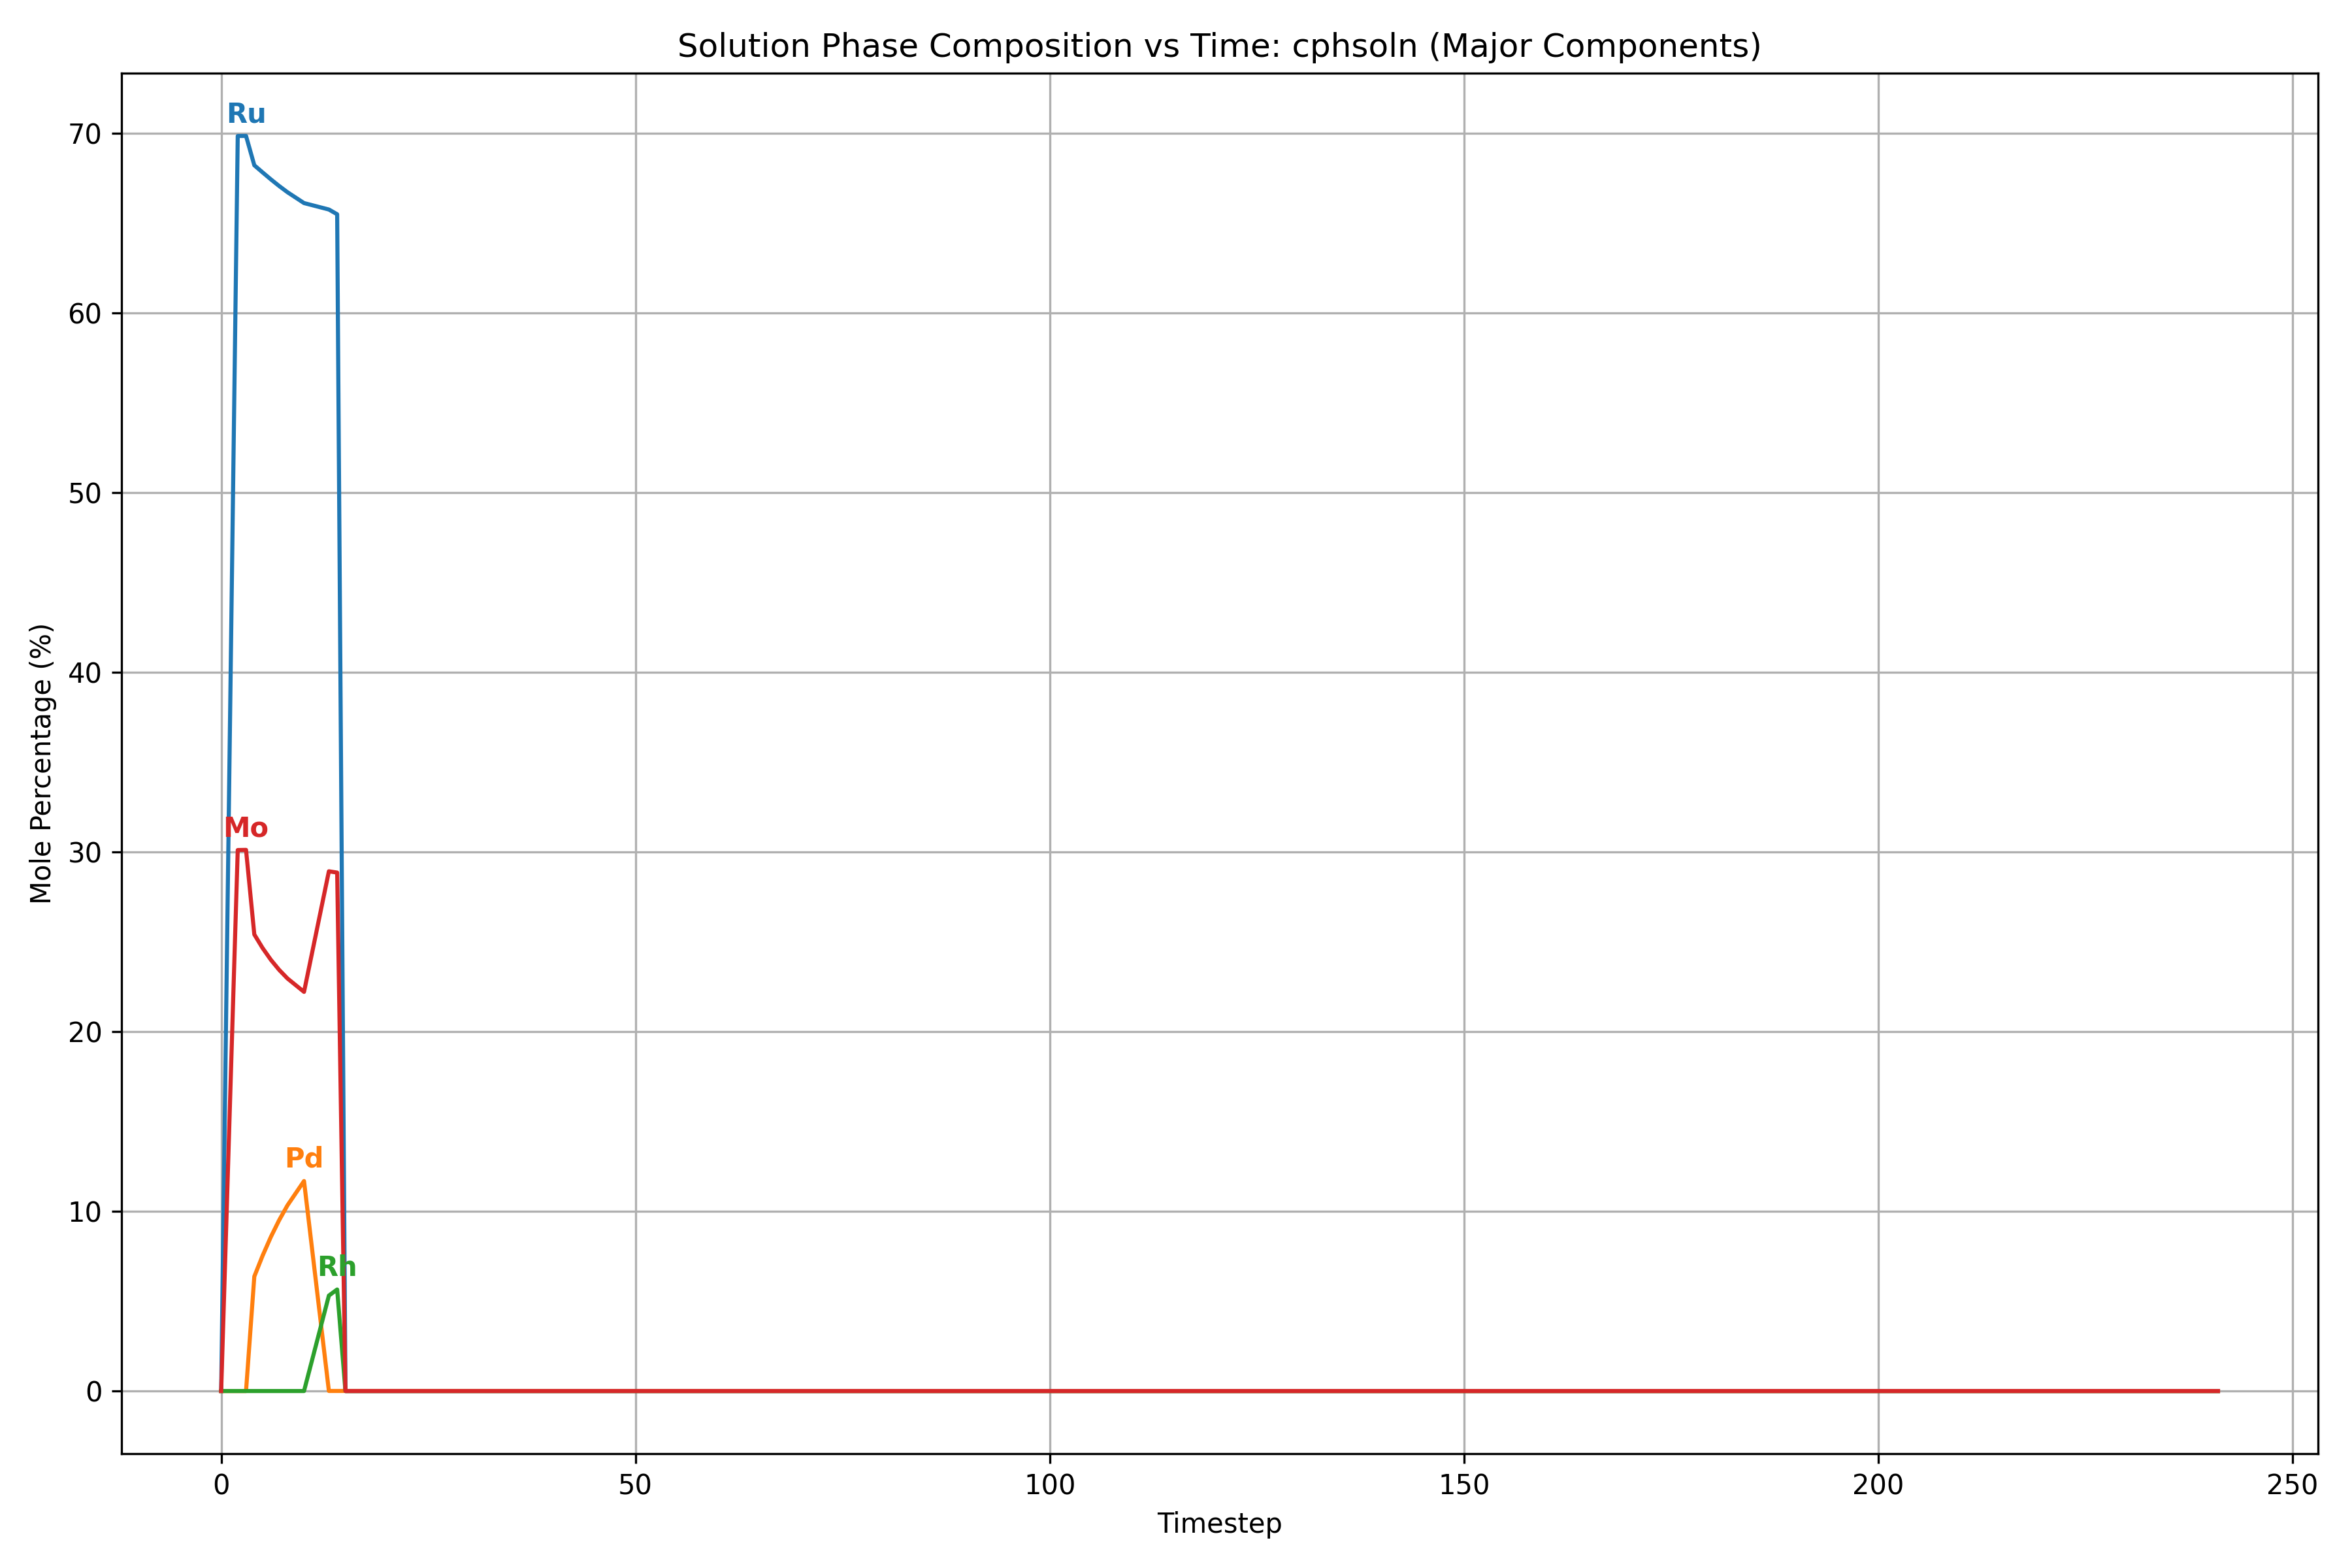 Solution Phase Composition vs Time: cphsoln (Major Components)
Ru
70
60
50
40
Mole Percentage (%)
Mo
30
20
Pd
10
Rh
0
0 50 100 150 200 250
Timestep